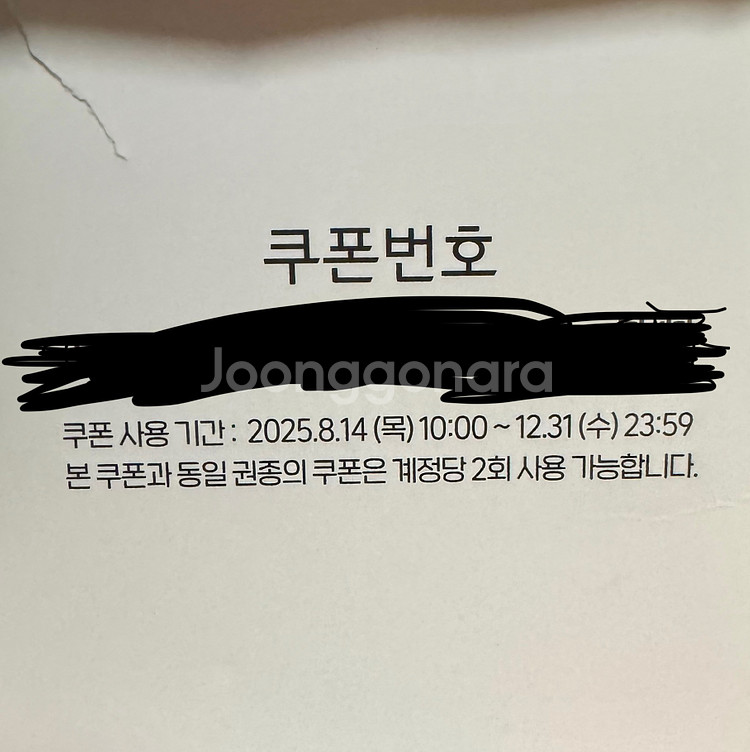 쿠폰번호
Joonggonara
쿠폰 사용 기간 : 2025.8.14 (목) 10:00 ~ 12.31 (수) 23:59
본 쿠폰과 동일 권종의 쿠폰은 계정당 2회 사용 가능합니다.